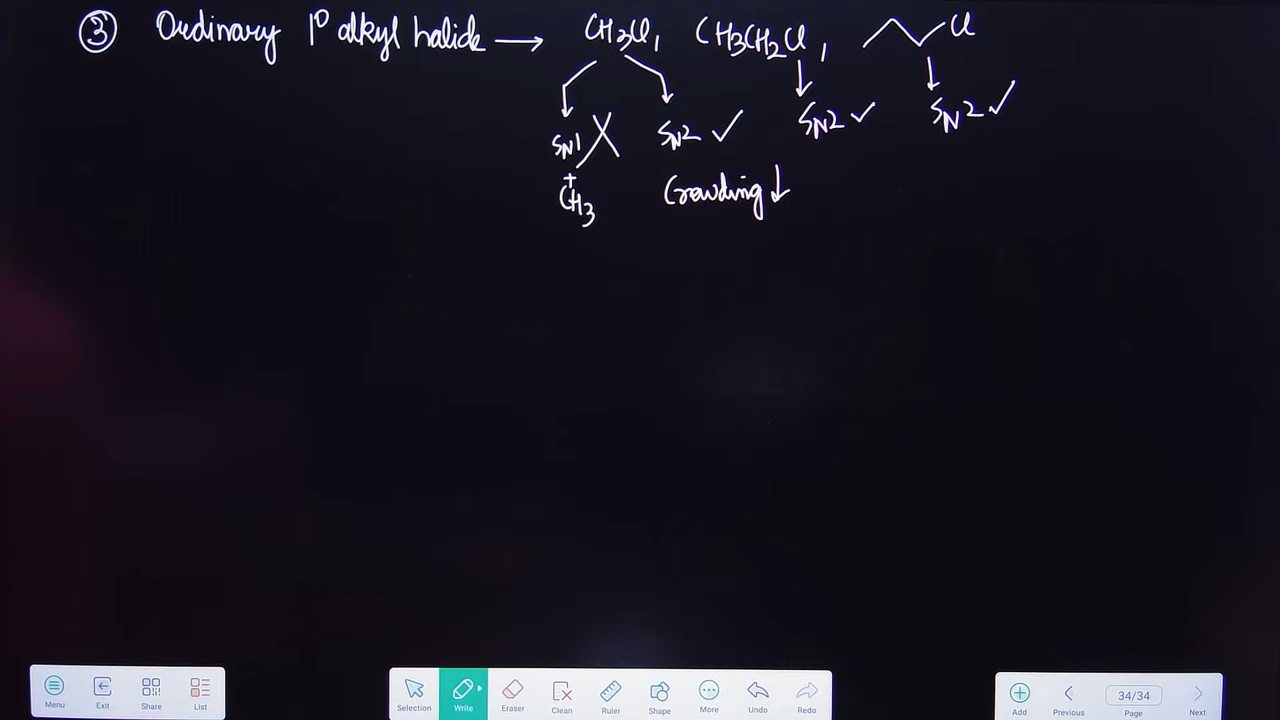 ③ Ordinary 1° alkyl halide → CH3Cl, CH3CH2Cl, Cl
SN1 ✗ SN2 ✓ SN2 ✓ SN2 ✓
+CH3 Crowding ↓
Menu Exit Share List Selection Write Eraser Clean Ruler Shape More Undo Redo Add Previous 34/34 Page Next